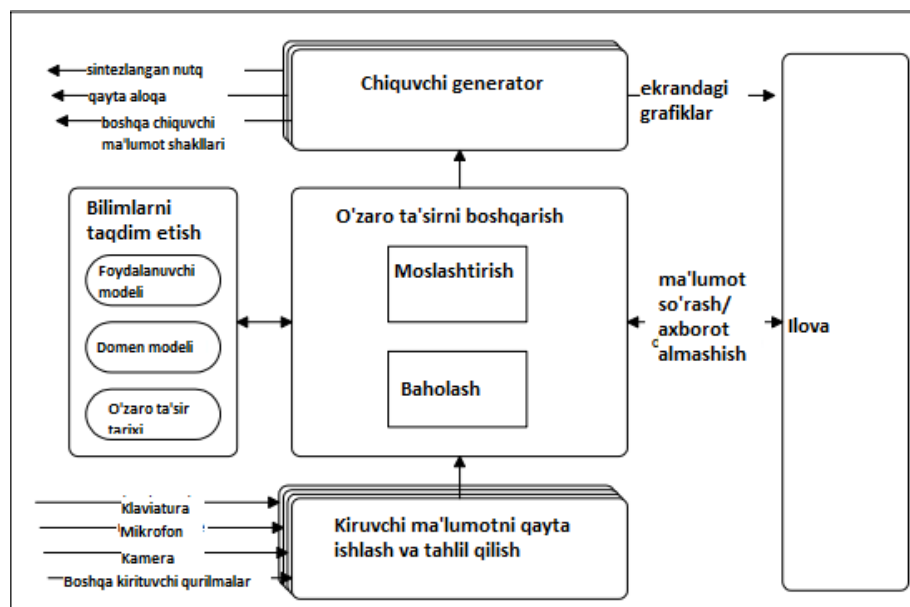 sintezlangan nutq
qayta aloqa
boshqa chiquvchi
ma'lumot shakllari
Chiquvchi generator
ekrandagi
grafiklar
Bilimlarni
taqdim etish
Foydalanuvchi
modeli
Domen modeli
O'zaro ta'sir
tarixi
O'zaro ta'sirni boshqarish
Moslashtirish
Baholash
ma'lumot
so'rash/
axborot
almashish
Ilova
Klaviatura
Mikrofon
Kamera
Boshqa kirituvchi qurilmalar
Kiruvchi ma'lumotni qayta
ishlash va tahlil qilish